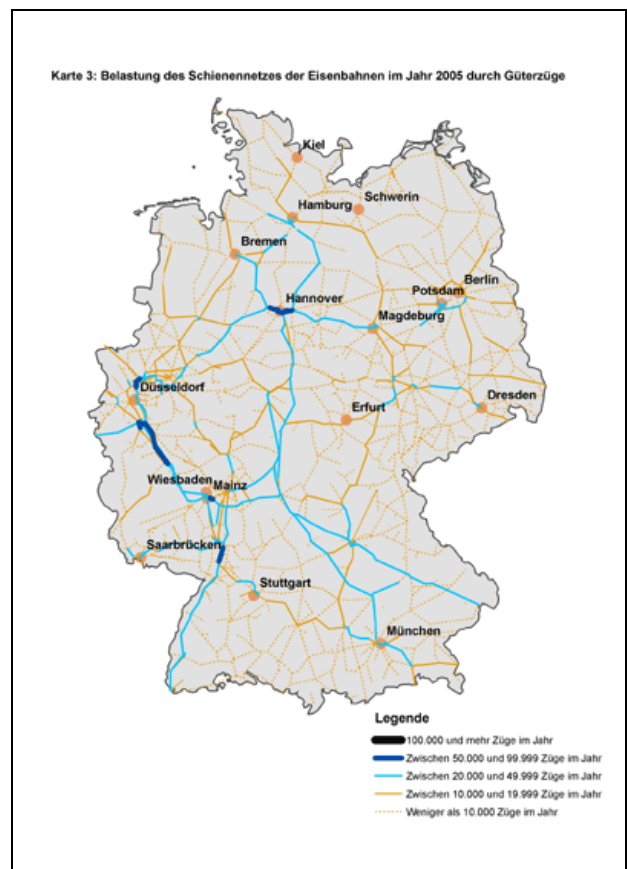 Karte 3: Belastung des Schienennetzes der Eisenbahnen im Jahr 2005 durch Güterzüge
Kiel
Schwerin
Hamburg
Bremen
Berlin
Potsdam
Hannover
Magdeburg
Düsseldorf
Dresden
Erfurt
Wiesbaden
Mainz
Saarbrücken
Stuttgart
München
Legende
100.000 und mehr Züge im Jahr
Zwischen 50.000 und 99.999 Züge im Jahr
Zwischen 20.000 und 49.999 Züge im Jahr
Zwischen 10.000 und 19.999 Züge im Jahr
Weniger als 10.000 Züge im Jahr